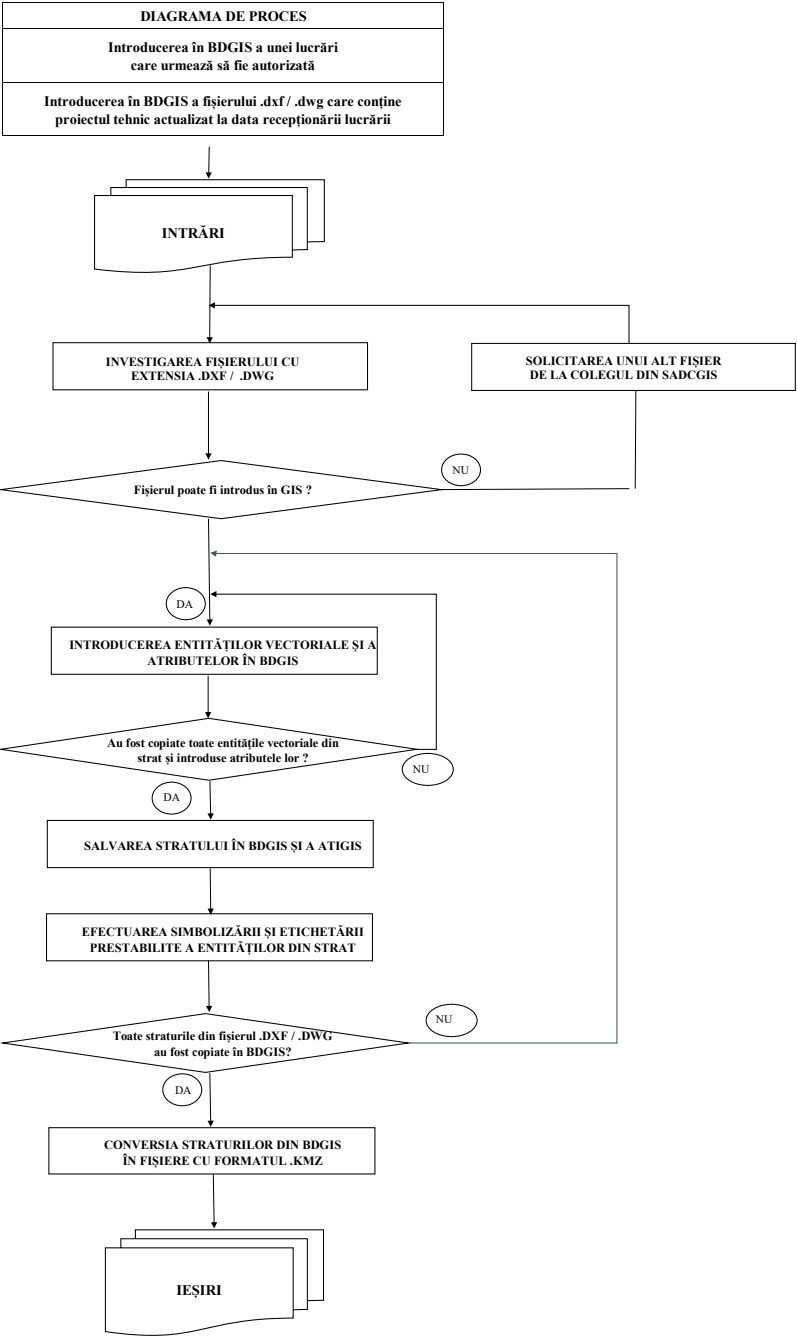 DIAGRAMA DE PROCES
Introducerea în BDGIS a unei lucrări
care urmează să fie autorizată
Introducerea în BDGIS a fișierului .dxf / .dwg care conține
proiectul tehnic actualizat la data recepționării lucrării
INTRĂRI
INVESTIGAREA FIȘIERULUI CU
EXTENSIA .DXF / .DWG
SOLICITAREA UNUI ALT FIȘIER
DE LA COLEGUL DIN SADCGIS
NU
Fișierul poate fi introdus în GIS ?
DA
INTRODUCEREA ENTITĂȚILOR VECTORIALE ȘI A
ATRIBUTELOR ÎN BDGIS
Au fost copiate toate entitățile vectoriale din
strat și introduse atributele lor ?
NU
DA
SALVAREA STRATULUI ÎN BDGIS ȘI A ATIGIS
EFECTUAREA SIMBOLIZĂRII ȘI ETICHETĂRII
PRESTABILITE A ENTITĂȚILOR DIN STRAT
NU
Toate straturile din fișierul .DXF / .DWG
au fost copiate în BDGIS?
DA
CONVERSIA STRATURILOR DIN BDGIS
ÎN FIȘIERE CU FORMATUL .KMZ
IEȘIRI